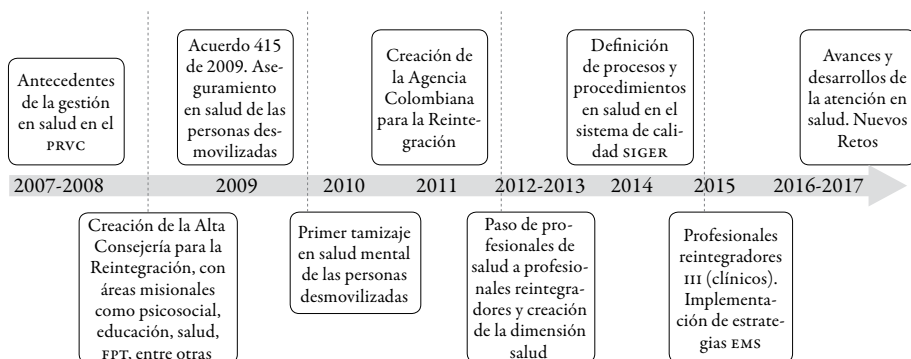 Antecedentes
de la gestión
en salud en el
PRVC
Acuerdo 415
de 2009. Ase-
guramiento
en salud de las
personas des-
movilizadas
Creación de
la Agencia
Colombiana
para la Reinte-
gración
Definición
de procesos y
procedimientos
en salud en el
sistema de cali-
dad SIGER
Avances y
desarrollos de
la atención en
salud. Nuevos
Retos
2007-2008 2009 2010 2011 2012-2013 2014 2015 2016-2017
Creación de la Alta
Consejería para la
Reintegración, con
áreas misionales
como psicosocial,
educación, salud,
FPT, entre otras
Primer tamizaje
en salud mental
de las personas
desmovilizadas
Paso de pro-
fesionales de
salud a profesio-
nales reintegra-
dores y creación
de la dimensión
salud
Profesionales
reintegradores
III (clínicos).
Implementa-
ción de estrate-
gias EMS